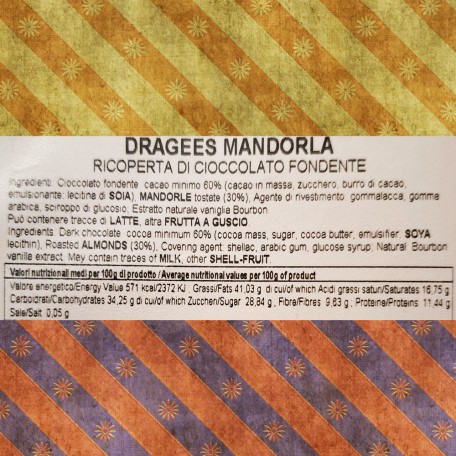 DRAGEES MANDORLA
RICOPERTA DI CIOCCOLATO FONDENTE
Ingredienti: Cioccolato fondente cacao minimo 60% (cacao in massa, zucchero, burro di cacao,
emulsionante: lecitina di SOIA), MANDORLE tostate (30%), Agente di rivestimento: gommalacca, gomma
arabica, sciroppo di glucosio, Estratto naturale vaniglia Bourbon.
Può contenere tracce di LATTE, altra FRUTTA A GUSCIO.
Ingredients: Dark chocolate cocoa minimum 60% (cocoa mass, sugar, cocoa butter, emulsifier: SOYA
lecithin), Roasted ALMONDS (30%), Covering agent: shellac, arabic gum, glucose syrup; Natural Bourbon
vanilla extract. May contain traces of MILK, other SHELL-FRUIT.
Valori nutrizionali medi per 100g di prodotto / Average nutritional values per 100g of product
Valore energetico/Energy Value 571 kcal/2372 KJ ; Grassi/Fats 41,03 g di cui/of which Acidi grassi saturi/Saturates 16,75 g
Carboidrati/Carbohydrates 34,25 g di cui/of which Zuccheri/Sugar 28,84 g ; Fibre/Fibres 9,63 g ; Proteine/Proteins 11,44 g
Sale/Salt 0,05 g